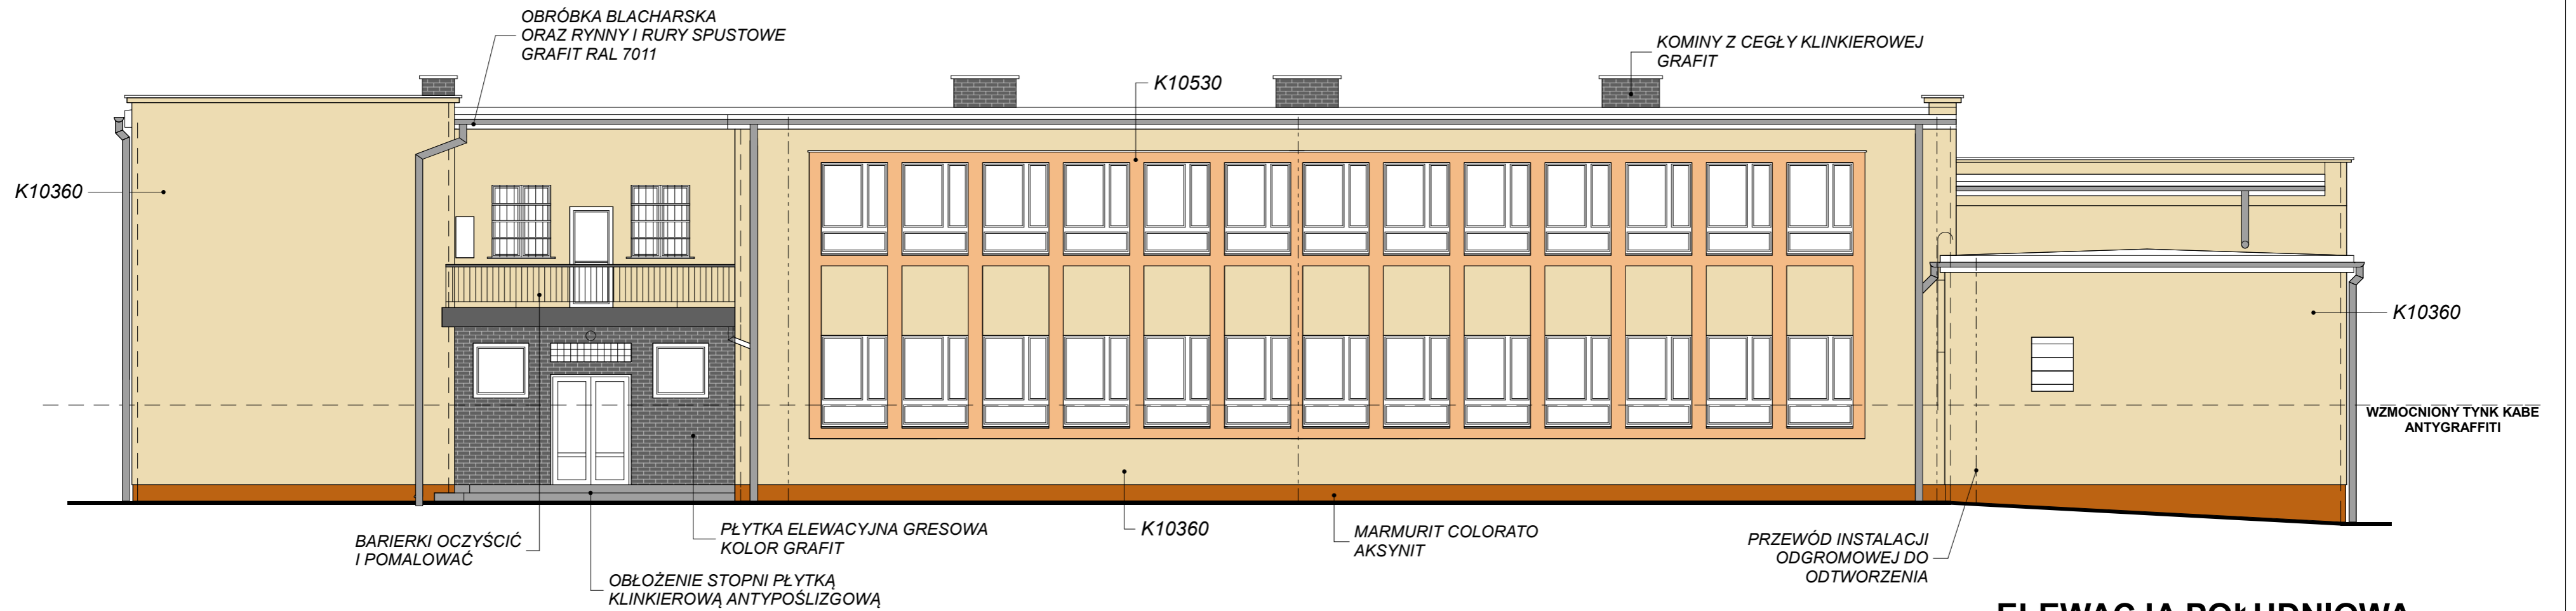 OBRÓBKA BLACHARSKA
ORAZ RYNNY I RURY SPUSTOWE
GRAFIT RAL 7011
KOMINY Z CEGŁY KLINKIEROWEJ
GRAFIT
K10530
K10360
K10360
WZMOCNIONY TYNK KABE
ANTYGRAFFITI
BARIERKI OCZYŚCIĆ
I POMALOWAĆ
PŁYTKA ELEWACYJNA GRESOWA
KOLOR GRAFIT
K10360
MARMURIT COLORATO
AKSYNIT
PRZEWÓD INSTALACJI
ODGROMOWEJ DO
ODTWORZENIA
OBŁOŻENIE STOPNI PŁYTKĄ
KLINKIEROWĄ ANTYPOŚLIZGOWĄ
ELEWACJA POŁUDNIOWA